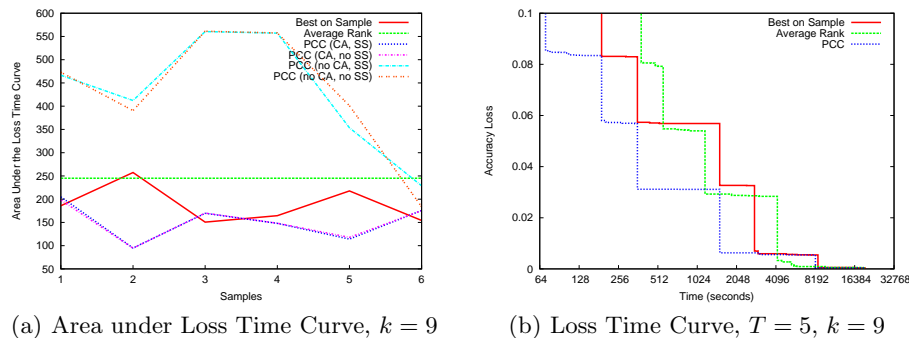 600
550
500
450
400
350
300
250
200
150
100
50
1 2 3 4 5 6
Area Under the Loss Time Curve
Samples
Best on Sample
Average Rank
PCC (CA, SS)
PCC (CA, no SS)
PCC (no CA, SS)
PCC (no CA, no SS)
(a) Area under Loss Time Curve, k = 9
0.1
0.08
0.06
0.04
0.02
0
64 128 256 512 1024 2048 4096 8192 16384 32768
Accuracy Loss
Time (seconds)
Best on Sample
Average Rank
PCC
(b) Loss Time Curve, T = 5, k = 9